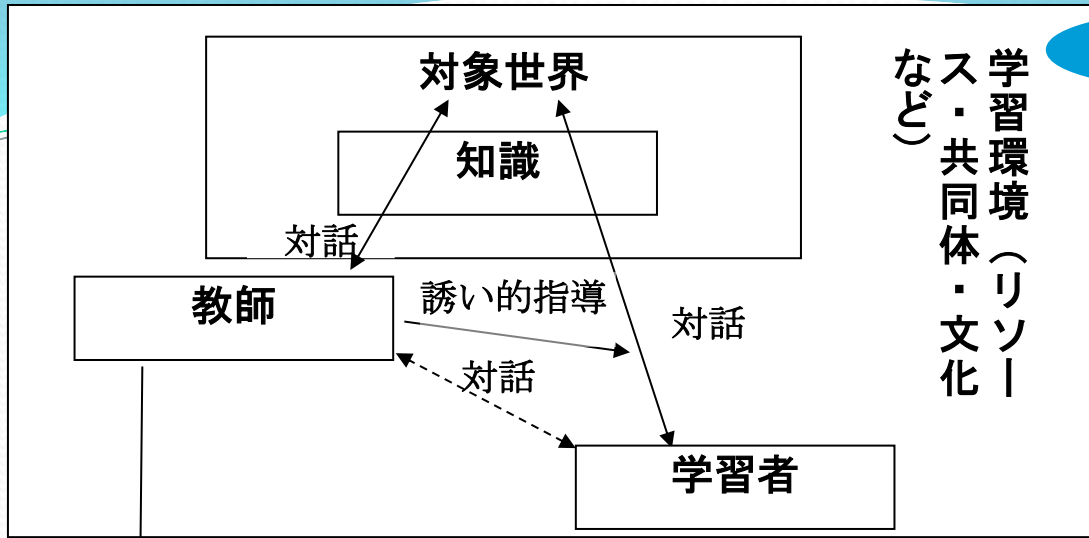 対象世界
知識
対話
教師
誘い的指導
対話
対話
学習者
学習環境（リソー
ス・共同体・文化
など）